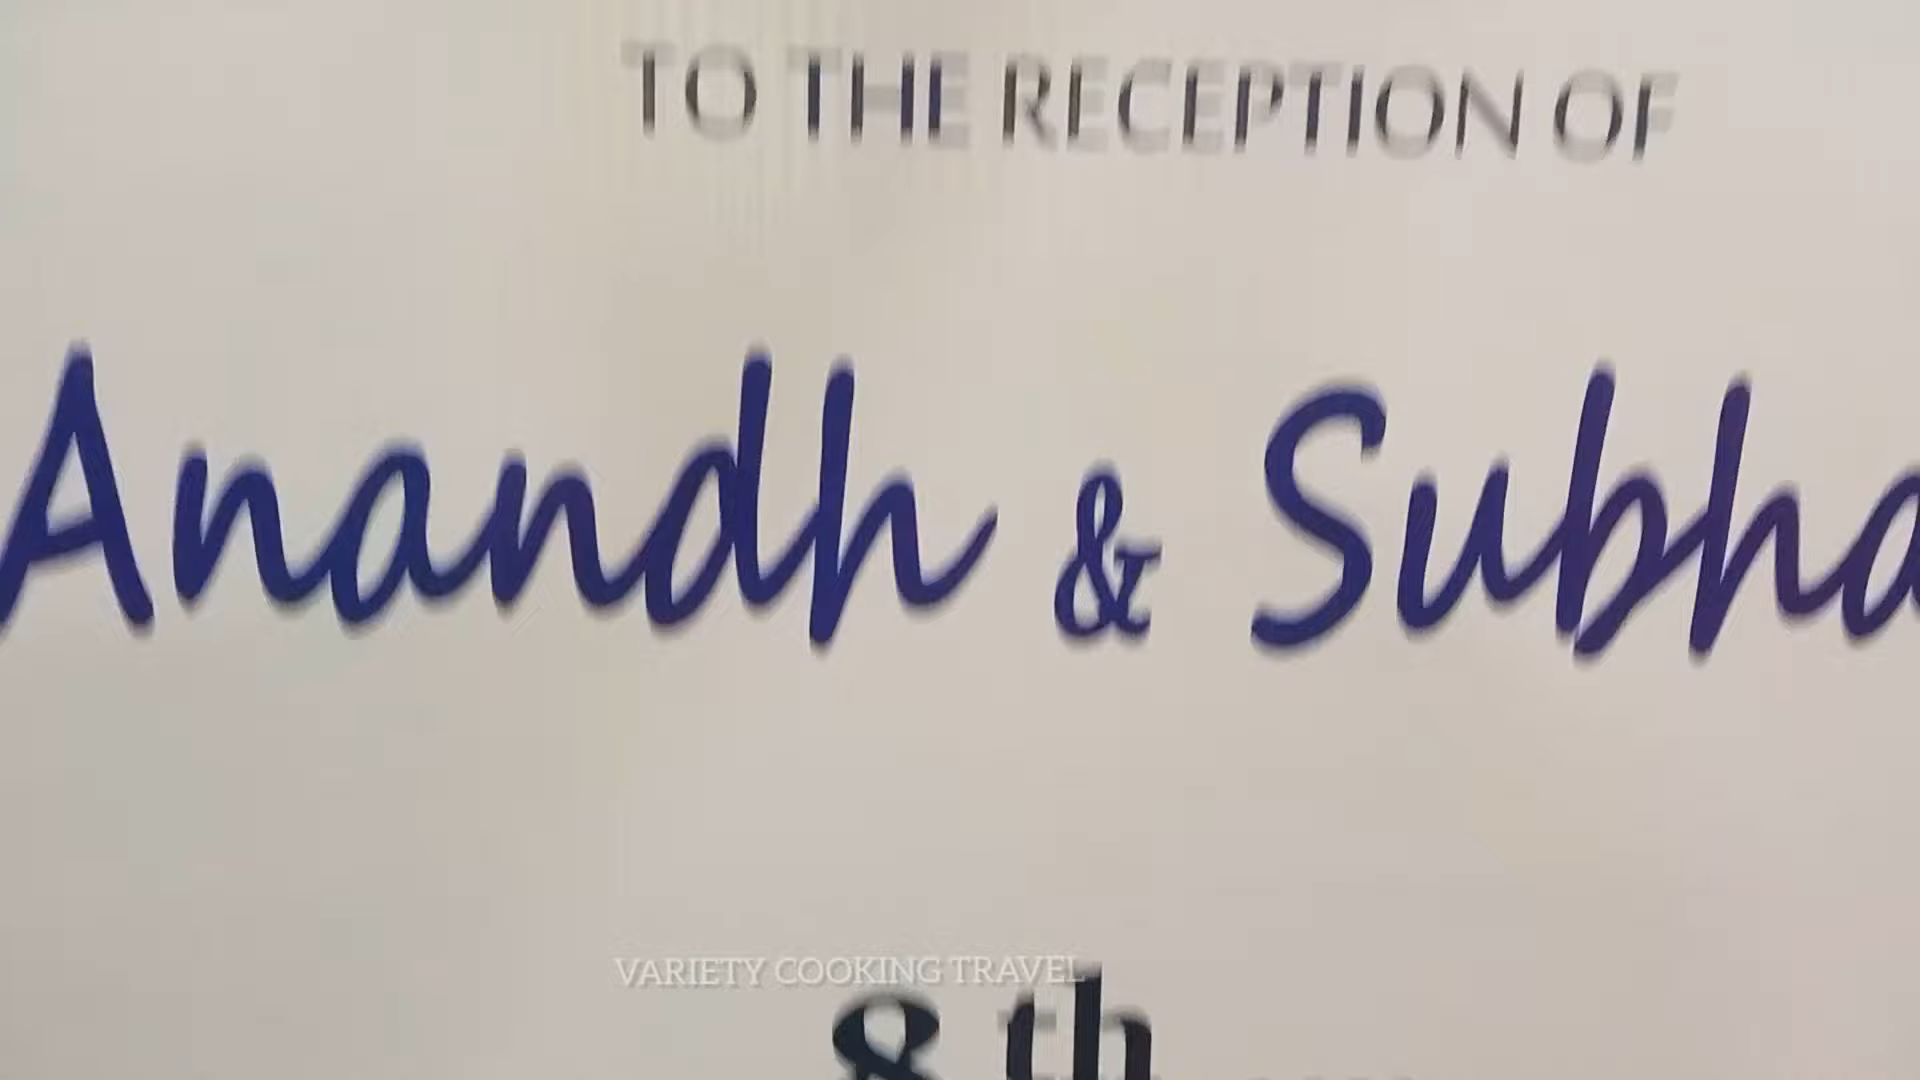 TO THE RECEPTION OF
Anandh & Subha
VARIETY COOKING TRAVEL
8th